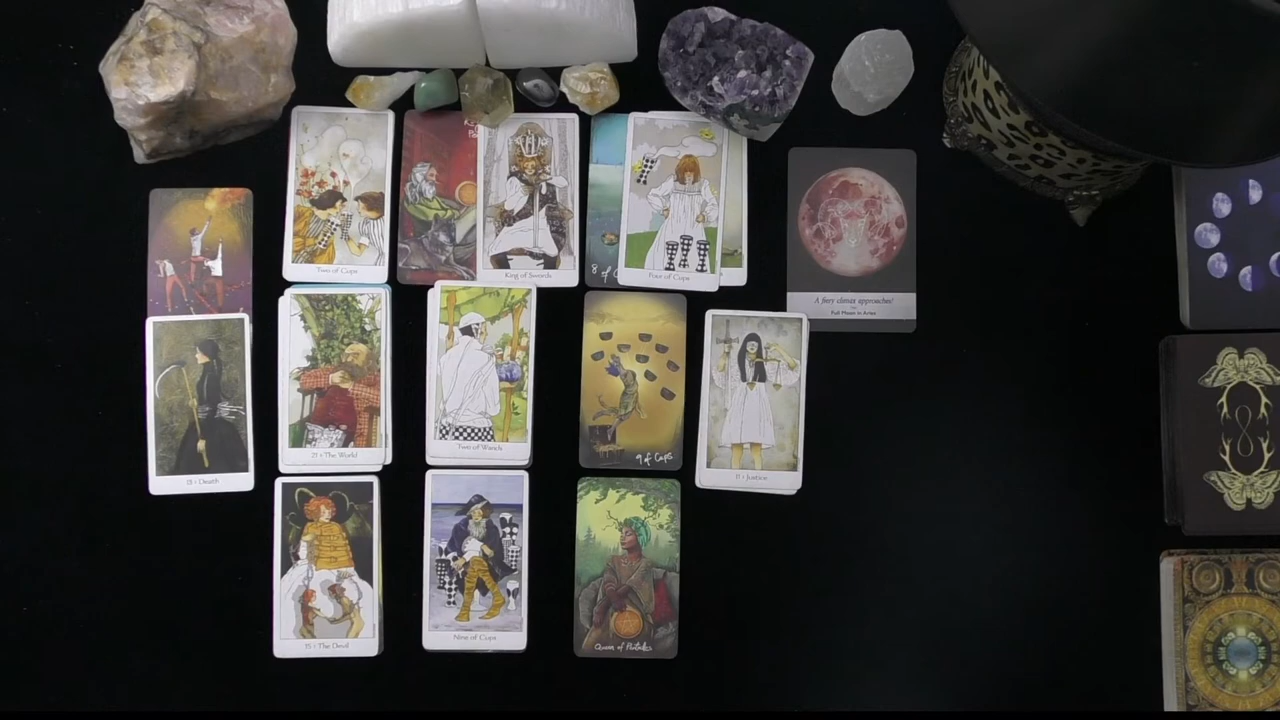 Two of Cups
King of Swords
8 of C
Four of Cups
A fiery climax approaches!
Full Moon in Aries
13 • Death
21 • The World
Two of Wands
9 of Cups
11 • Justice
15 • The Devil
Nine of Cups
Queen of Pentacles